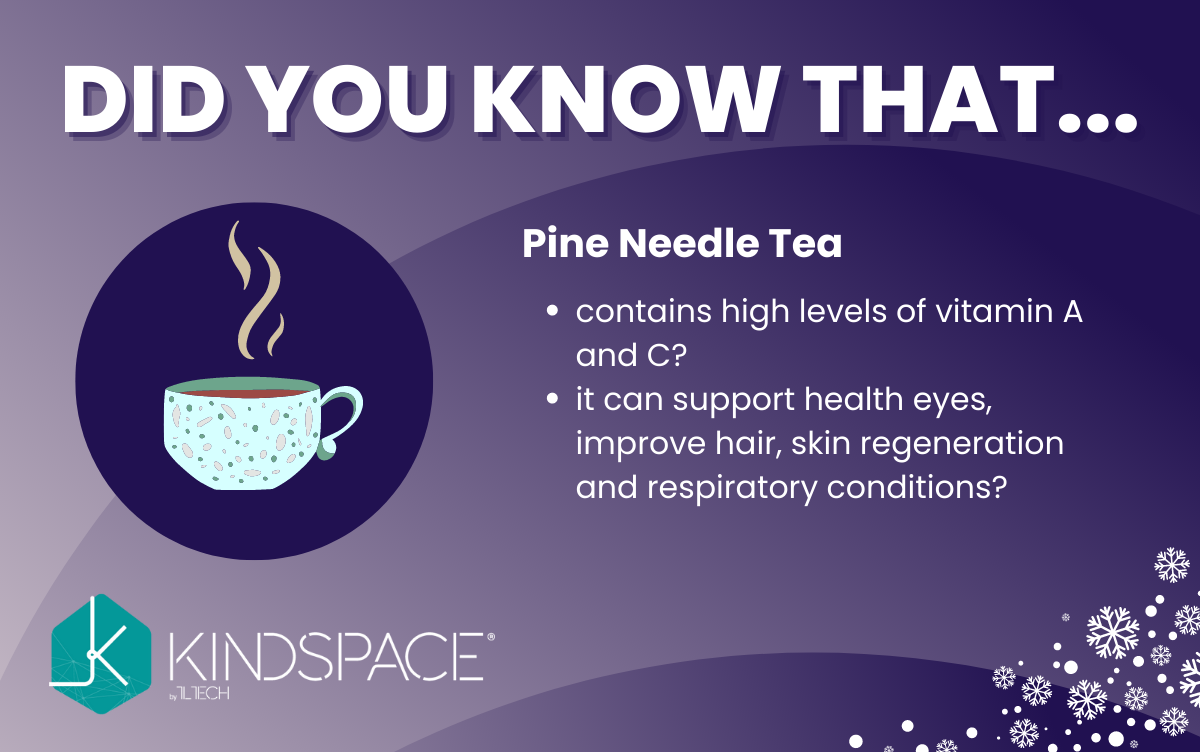 DID YOU KNOW THAT...
Pine Needle Tea
• contains high levels of vitamin A
and C?
• it can support health eyes,
improve hair, skin regeneration
and respiratory conditions?
KINDSPACE®
by 1LTECH